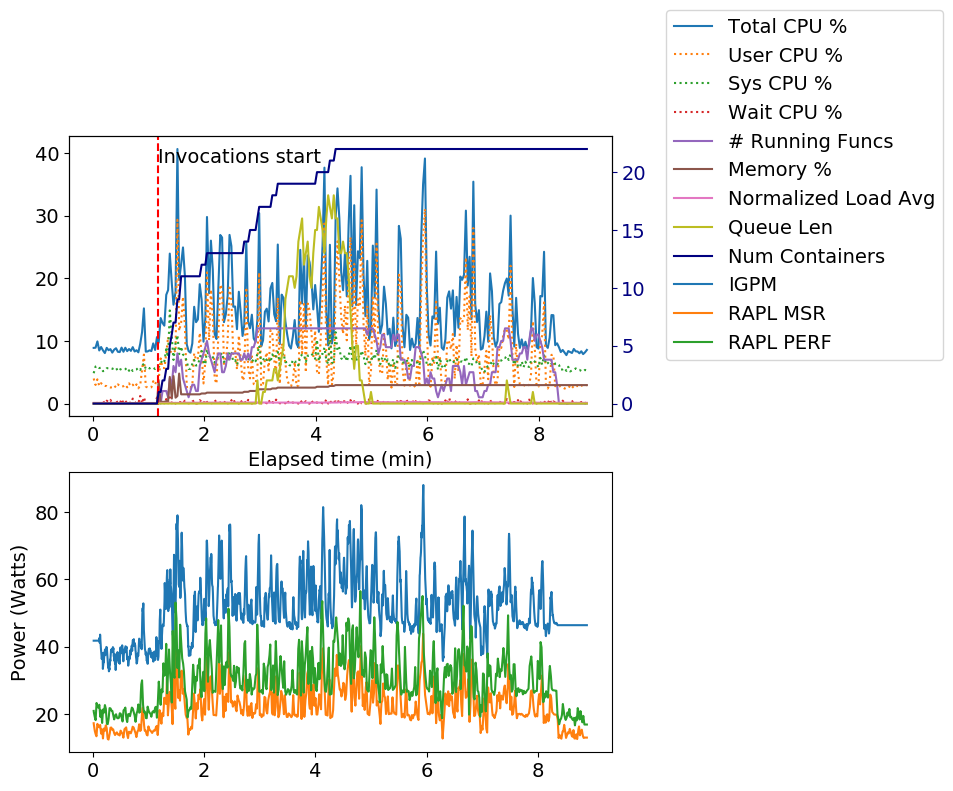 Total CPU %
User CPU %
Sys CPU %
Wait CPU %
# Running Funcs
Memory %
Normalized Load Avg
Queue Len
Num Containers
IGPM
RAPL MSR
RAPL PERF
Invocations start
40
30
20
10
0
20
15
10
5
0
0 2 4 6 8
Elapsed time (min)
Power (Watts)
80
60
40
20
0 2 4 6 8